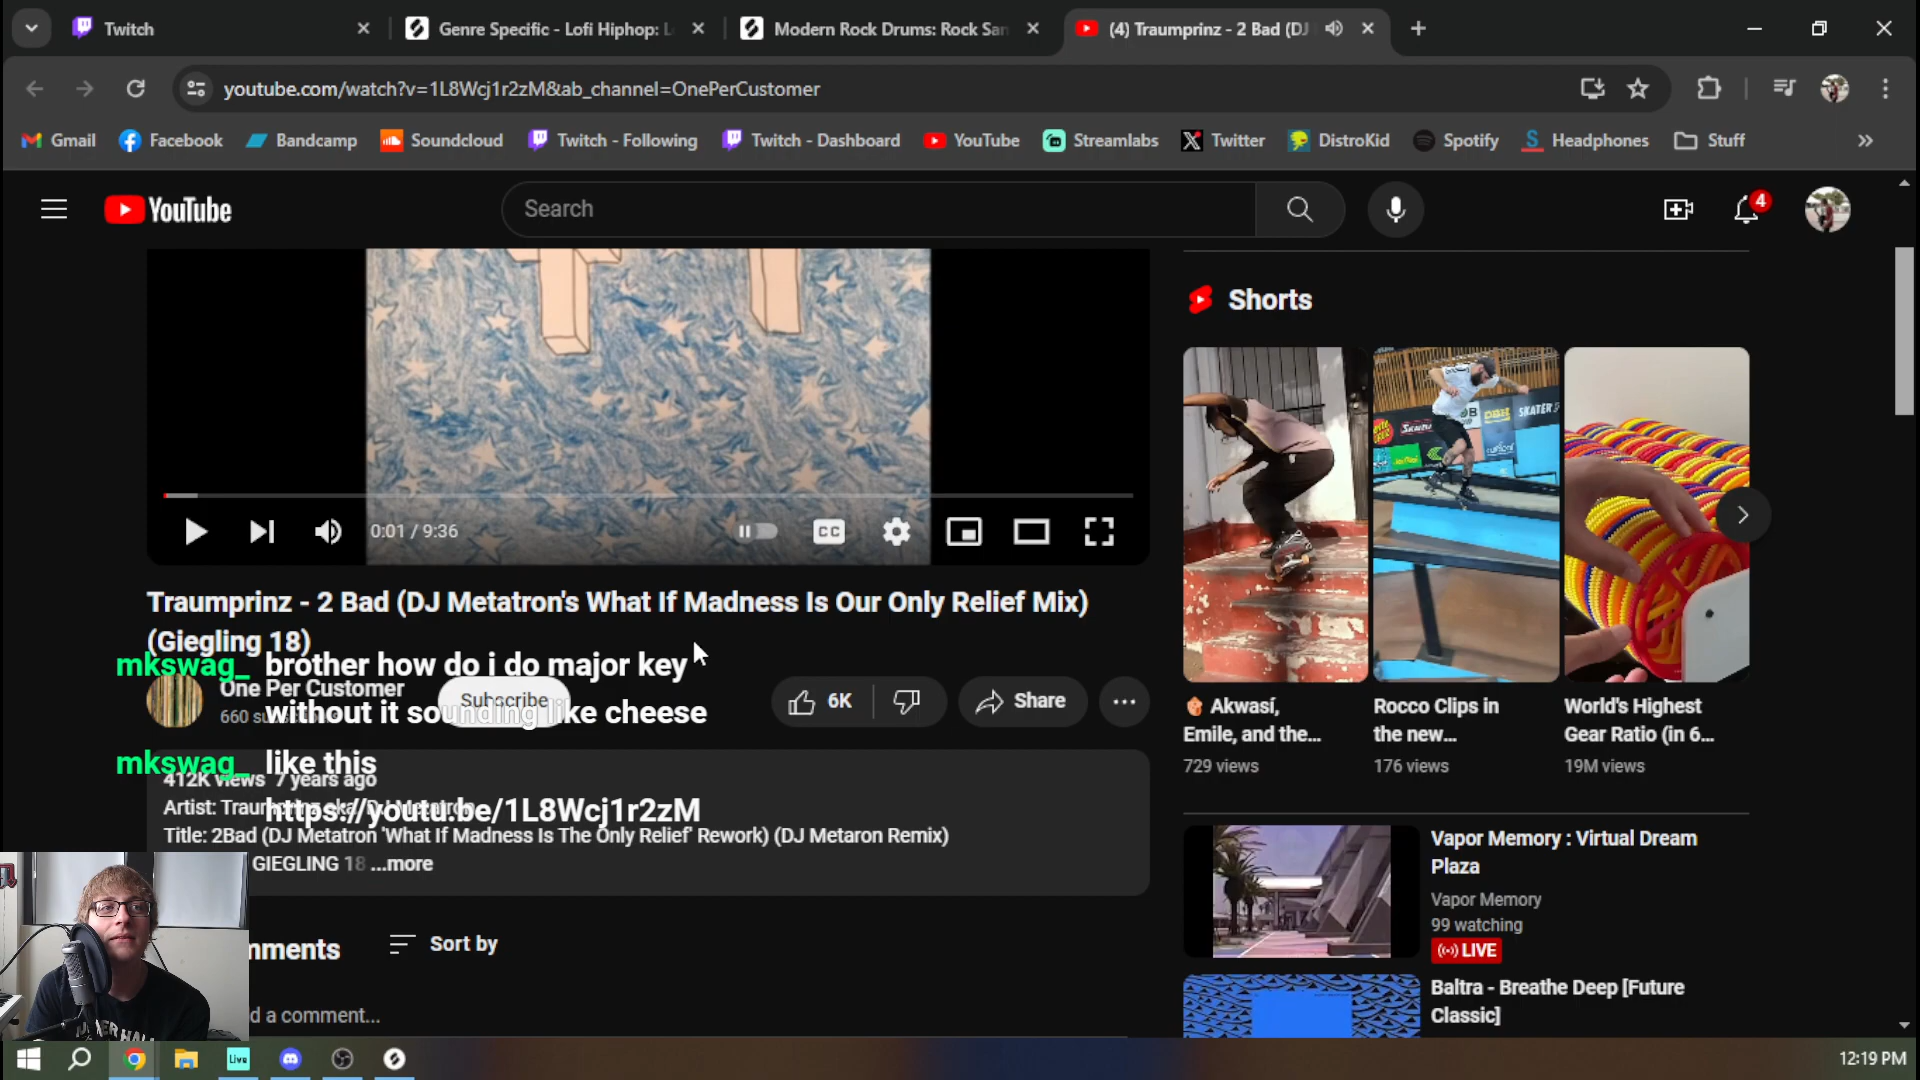 Twitch
Genre Specific - Lofi Hiphop: L
Modern Rock Drums: Rock San
(4) Traumprinz - 2 Bad (DJ
youtube.com/watch?v=1L8Wcj1r2zM&ab_channel=OnePerCustomer
Gmail
Facebook
Bandcamp
Soundcloud
Twitch - Following
Twitch - Dashboard
YouTube
Streamlabs
Twitter
DistroKid
Spotify
Headphones
Stuff
YouTube
Search
4
Shorts
0:01 / 9:36
CC
Traumprinz - 2 Bad (DJ Metatron's What If Madness Is Our Only Relief Mix)
(Giegling 18)
mkswag_ brother how do i do major key
without it sounding like cheese
One Per Customer
Subscribe
6K
Share
mkswag_ like this
https://youtu.be/1L8Wcj1r2zM
412K views 7 years ago
Title: 2Bad (DJ Metatron 'What If Madness Is The Only Relief' Rework) (DJ Metaron Remix)
GIEGLING 18 ...more
mments
Sort by
d a comment...
Akwasí,
Emile, and the...
729 views
Rocco Clips in
the new...
176 views
World's Highest
Gear Ratio (in 6...
19M views
Vapor Memory : Virtual Dream
Plaza
Vapor Memory
99 watching
LIVE
Baltra - Breathe Deep [Future
Classic]
Live
12:19 PM